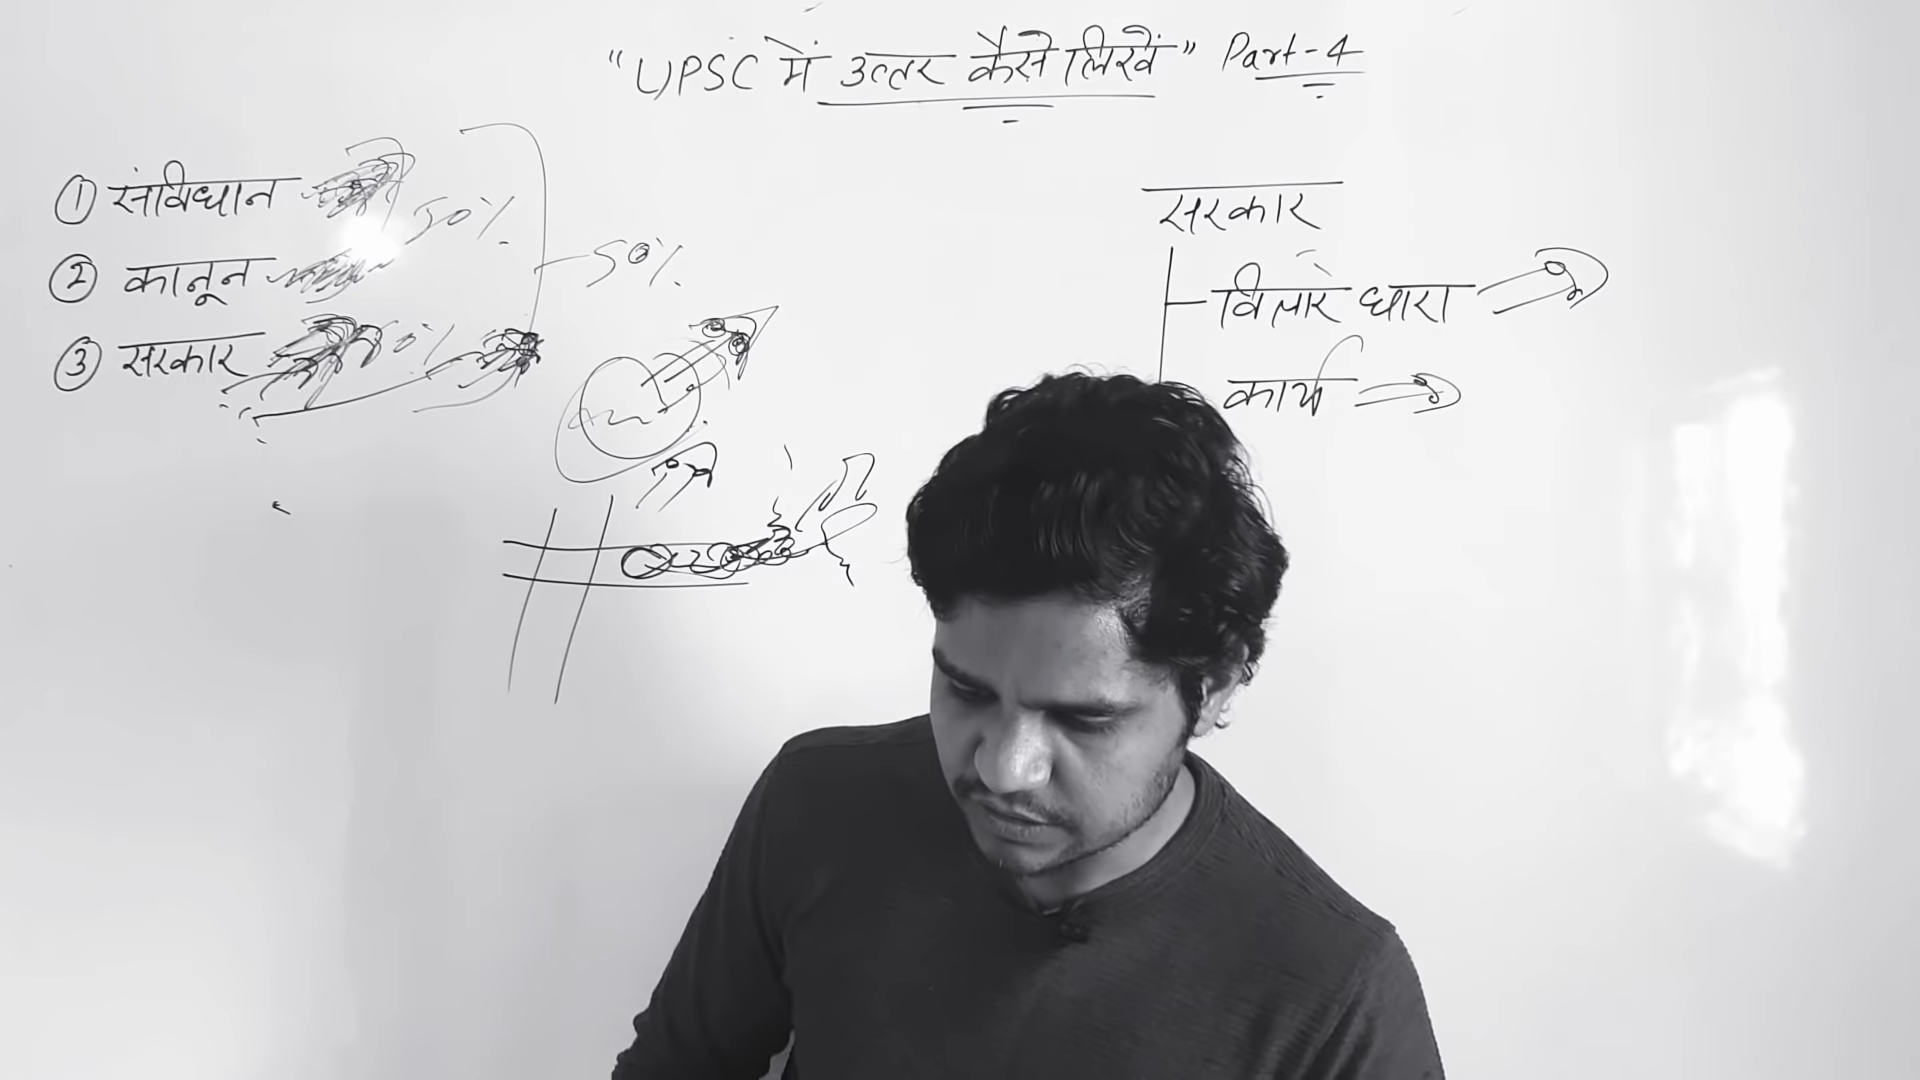 "UPSC में उत्तर कैसे लिखें" Part-4
① संविधान 50%
② कानून 50%
③ सरकार
सरकार
विचार धारा
कार्य